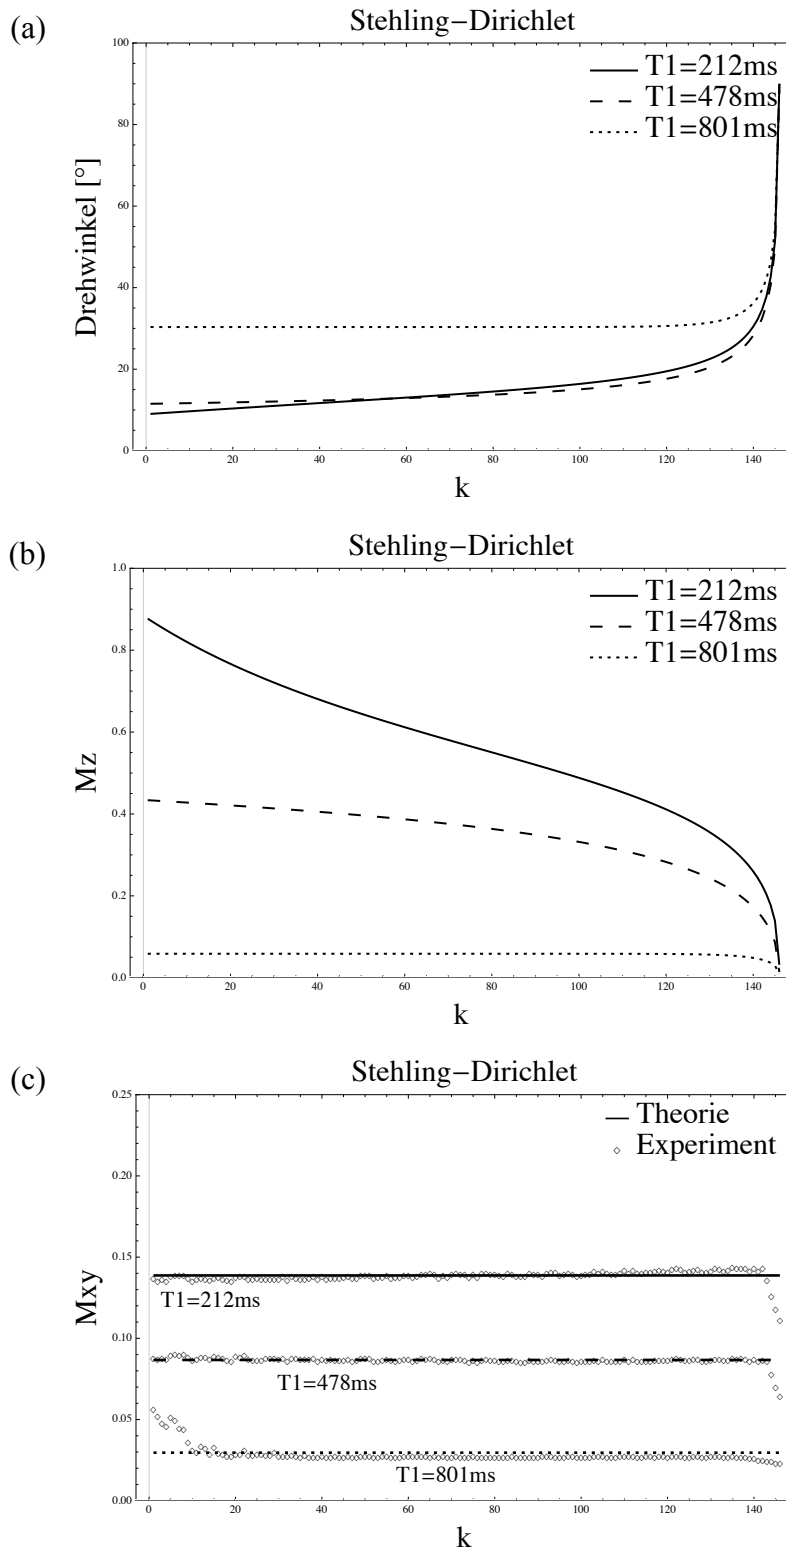 (a)
Stehling−Dirichlet
T1=212ms
T1=478ms
T1=801ms
Drehwinkel [°]
100
80
60
40
20
0
0 20 40 60 80 100 120 140
k
(b)
Stehling−Dirichlet
T1=212ms
T1=478ms
T1=801ms
Mz
1.0
0.8
0.6
0.4
0.2
0.0
0 20 40 60 80 100 120 140
k
(c)
Stehling−Dirichlet
Theorie
Experiment
Mxy
0.25
0.20
0.15
0.10
0.05
0.00
T1=212ms
T1=478ms
T1=801ms
0 20 40 60 80 100 120 140
k